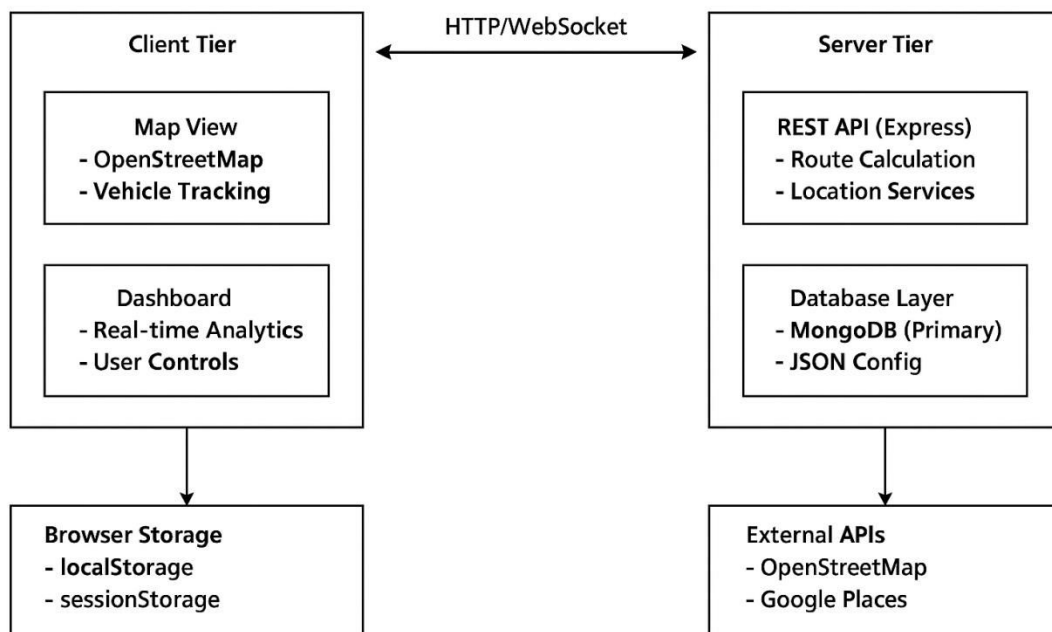 Client Tier
HTTP/WebSocket
Server Tier
Map View
- OpenStreetMap
- Vehicle Tracking
REST API (Express)
- Route Calculation
- Location Services
Dashboard
- Real-time Analytics
- User Controls
Database Layer
- MongoDB (Primary)
- JSON Config
Browser Storage
- localStorage
- sessionStorage
External APIs
- OpenStreetMap
- Google Places